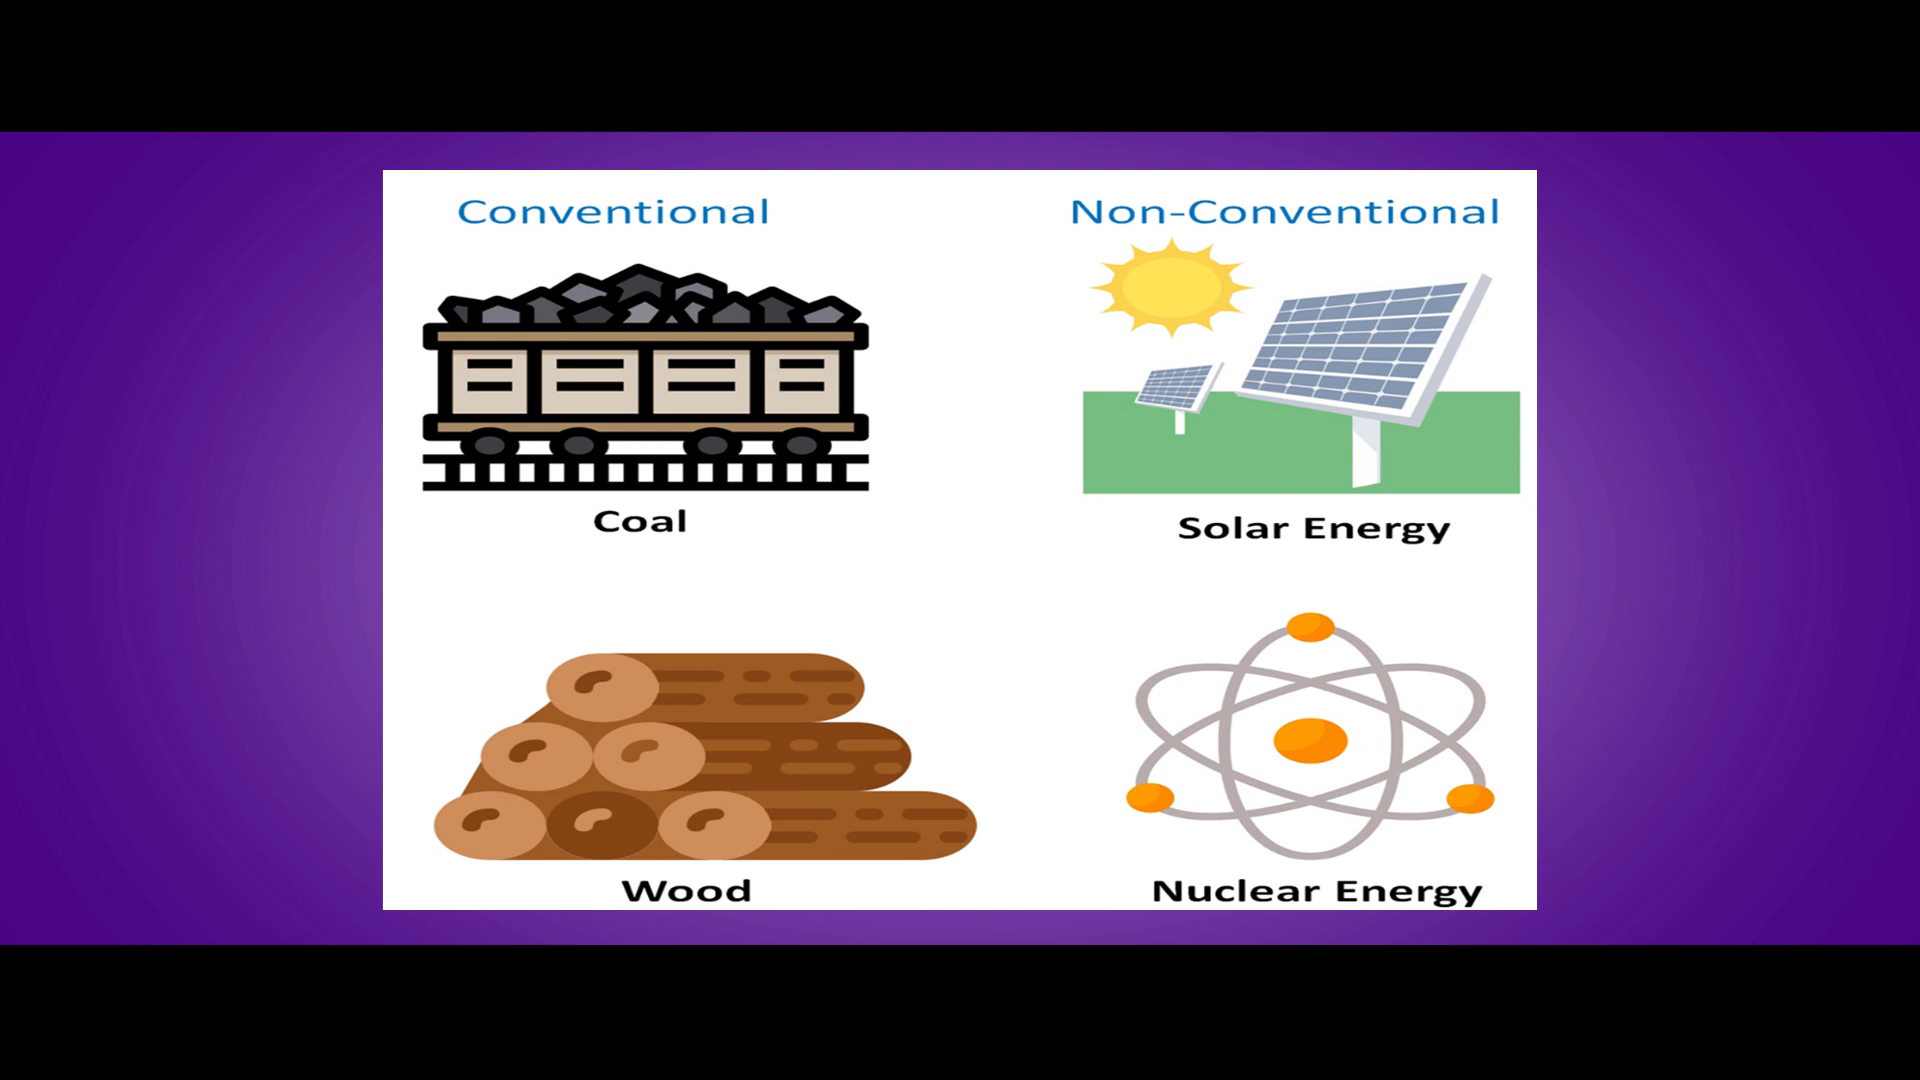 Conventional
Non-Conventional
Coal
Solar Energy
Wood
Nuclear Energy